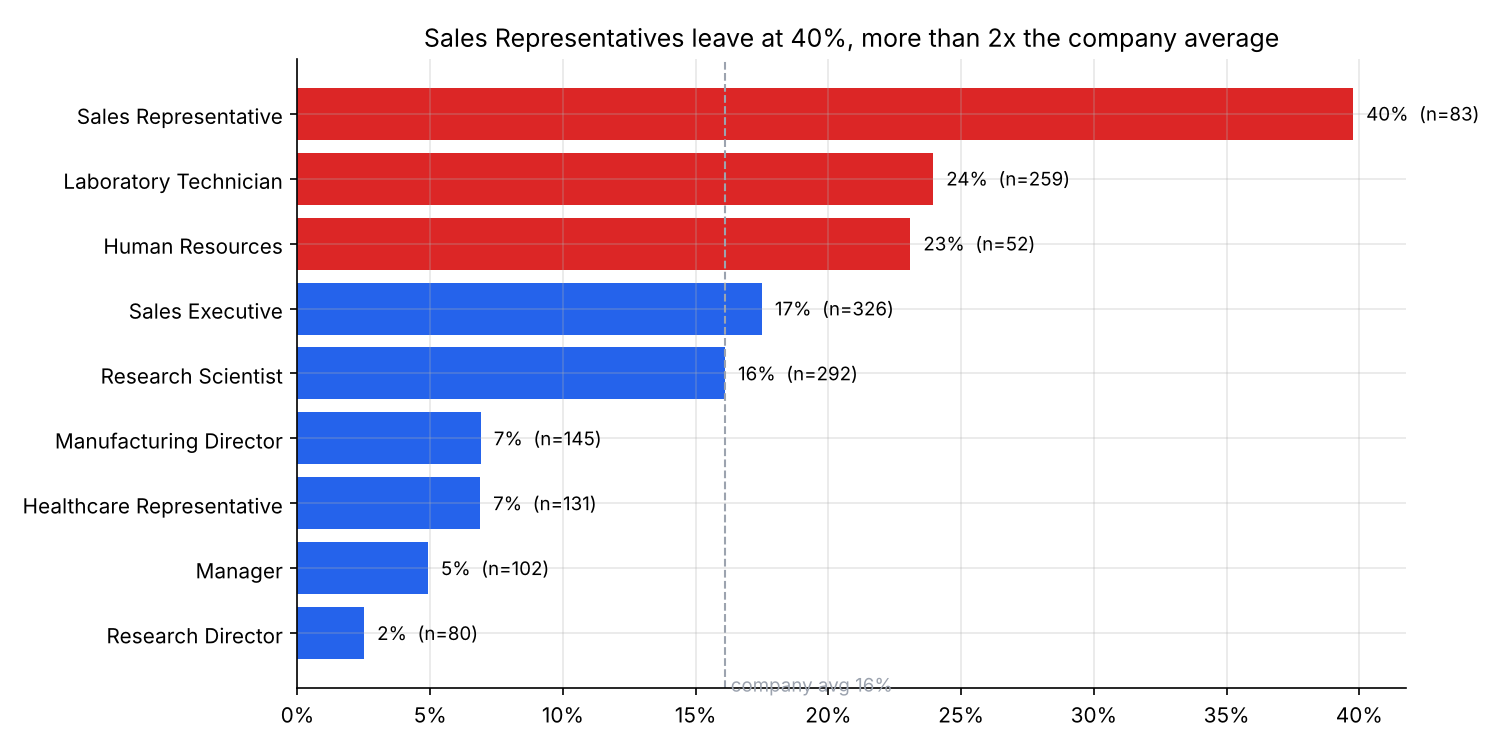 Sales Representatives leave at 40%, more than 2x the company average
Sales Representative 40% (n=83)
Laboratory Technician 24% (n=259)
Human Resources 23% (n=52)
Sales Executive 17% (n=326)
Research Scientist 16% (n=292)
Manufacturing Director 7% (n=145)
Healthcare Representative 7% (n=131)
Manager 5% (n=102)
Research Director 2% (n=80)
company avg 16%
0% 5% 10% 15% 20% 25% 30% 35% 40%